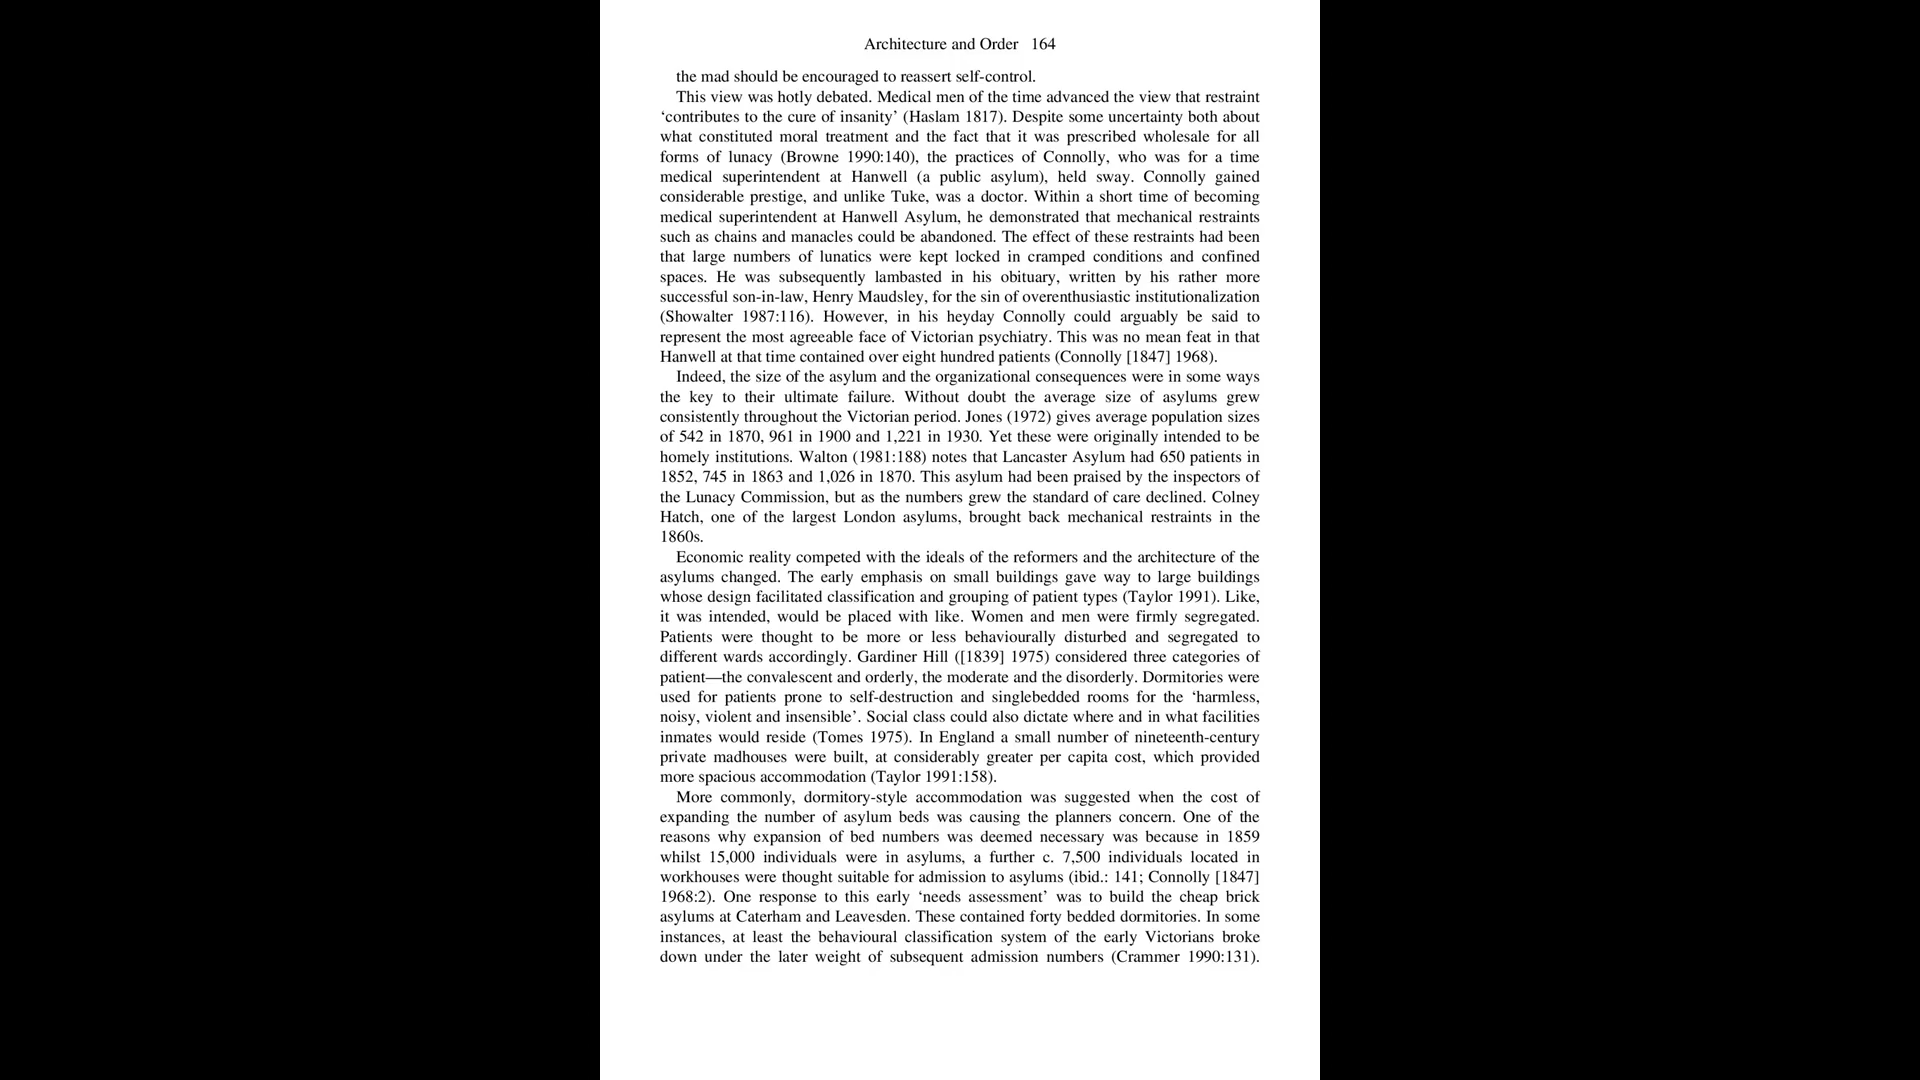 Architecture and Order 164
the mad should be encouraged to reassert self-control.
This view was hotly debated. Medical men of the time advanced the view that restraint
‘contributes to the cure of insanity’ (Haslam 1817). Despite some uncertainty both about
what constituted moral treatment and the fact that it was prescribed wholesale for all
forms of lunacy (Browne 1990:140), the practices of Connolly, who was for a time
medical superintendent at Hanwell (a public asylum), held sway. Connolly gained
considerable prestige, and unlike Tuke, was a doctor. Within a short time of becoming
medical superintendent at Hanwell Asylum, he demonstrated that mechanical restraints
such as chains and manacles could be abandoned. The effect of these restraints had been
that large numbers of lunatics were kept locked in cramped conditions and confined
spaces. He was subsequently lambasted in his obituary, written by his rather more
successful son-in-law, Henry Maudsley, for the sin of overenthusiastic institutionalization
(Showalter 1987:116). However, in his heyday Connolly could arguably be said to
represent the most agreeable face of Victorian psychiatry. This was no mean feat in that
Hanwell at that time contained over eight hundred patients (Connolly [1847] 1968).
Indeed, the size of the asylum and the organizational consequences were in some ways
the key to their ultimate failure. Without doubt the average size of asylums grew
consistently throughout the Victorian period. Jones (1972) gives average population sizes
of 542 in 1870, 961 in 1900 and 1,221 in 1930. Yet these were originally intended to be
homely institutions. Walton (1981:188) notes that Lancaster Asylum had 650 patients in
1852, 745 in 1863 and 1,026 in 1870. This asylum had been praised by the inspectors of
the Lunacy Commission, but as the numbers grew the standard of care declined. Colney
Hatch, one of the largest London asylums, brought back mechanical restraints in the
1860s.
Economic reality competed with the ideals of the reformers and the architecture of the
asylums changed. The early emphasis on small buildings gave way to large buildings
whose design facilitated classification and grouping of patient types (Taylor 1991). Like,
it was intended, would be placed with like. Women and men were firmly segregated.
Patients were thought to be more or less behaviourally disturbed and segregated to
different wards accordingly. Gardiner Hill ([1839] 1975) considered three categories of
patient—the convalescent and orderly, the moderate and the disorderly. Dormitories were
used for patients prone to self-destruction and singlebedded rooms for the ‘harmless,
noisy, violent and insensible’. Social class could also dictate where and in what facilities
inmates would reside (Tomes 1975). In England a small number of nineteenth-century
private madhouses were built, at considerably greater per capita cost, which provided
more spacious accommodation (Taylor 1991:158).
More commonly, dormitory-style accommodation was suggested when the cost of
expanding the number of asylum beds was causing the planners concern. One of the
reasons why expansion of bed numbers was deemed necessary was because in 1859
whilst 15,000 individuals were in asylums, a further c. 7,500 individuals located in
workhouses were thought suitable for admission to asylums (ibid.: 141; Connolly [1847]
1968:2). One response to this early ‘needs assessment’ was to build the cheap brick
asylums at Caterham and Leavesden. These contained forty bedded dormitories. In some
instances, at least the behavioural classification system of the early Victorians broke
down under the later weight of subsequent admission numbers (Crammer 1990:131).